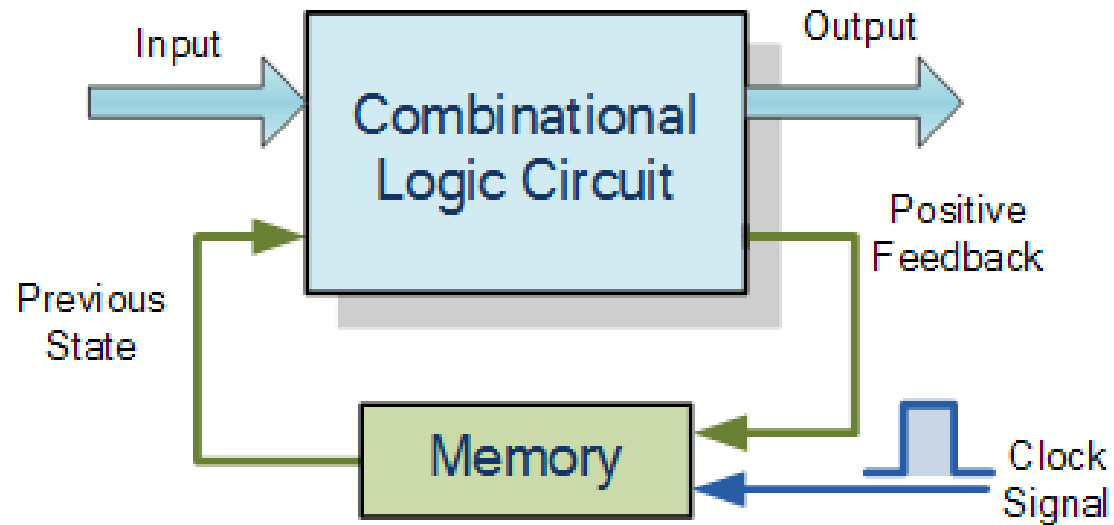 Input
Output
Combinational
Logic Circuit
Positive
Feedback
Previous
State
Memory
Clock
Signal